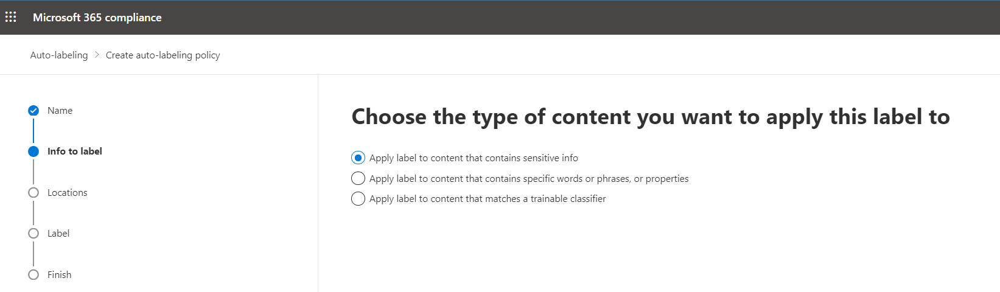 Microsoft 365 compliance
Auto-labeling > Create auto-labeling policy
Name
Info to label
Locations
Label
Finish
Choose the type of content you want to apply this label to
Apply label to content that contains sensitive info
Apply label to content that contains specific words or phrases, or properties
Apply label to content that matches a trainable classifier